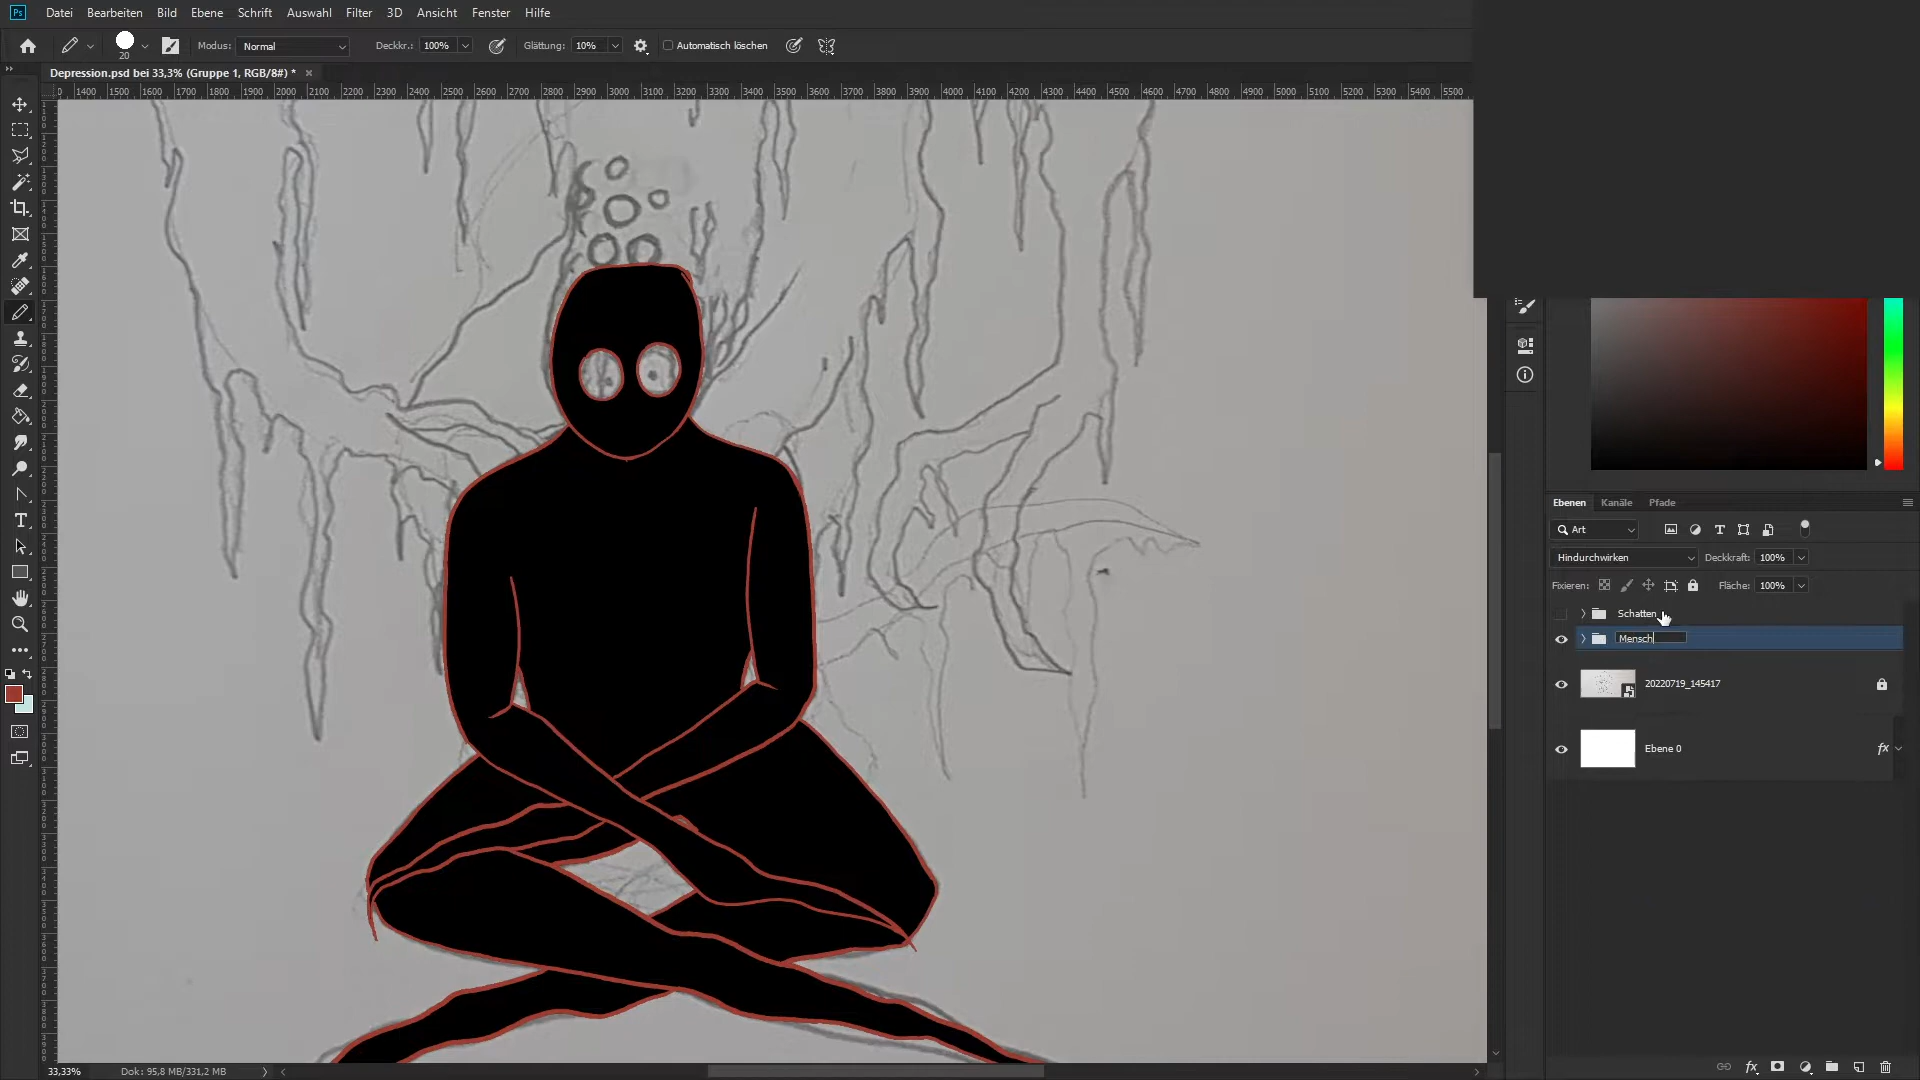 Ps Datei Bearbeiten Bild Ebene Schrift Auswahl Filter 3D Ansicht Fenster Hilfe
20 Modus: Normal Deckkr.: 100% Glättung: 10% Automatisch löschen
Depression.psd bei 33,3% (Gruppe 1, RGB/8#) * ×
1400 1500 1600 1700 1800 1900 2000 2100 2200 2300 2400 2500 2600 2700 2800 2900 3000 3100 3200 3300 3400 3500 3600 3700 3800 3900 4000 4100 4200 4300 4400 4500 4600 4700 4800 4900 5000 5100 5200 5300 5400 5500
Ebenen Kanäle Pfade
Art
Hindurchwirken Deckkraft: 100%
Fixieren: Fläche: 100%
Schatten
Mensch
20220719_145417
Ebene 0 fx
33,33% Dok: 95,8 MB/331,2 MB